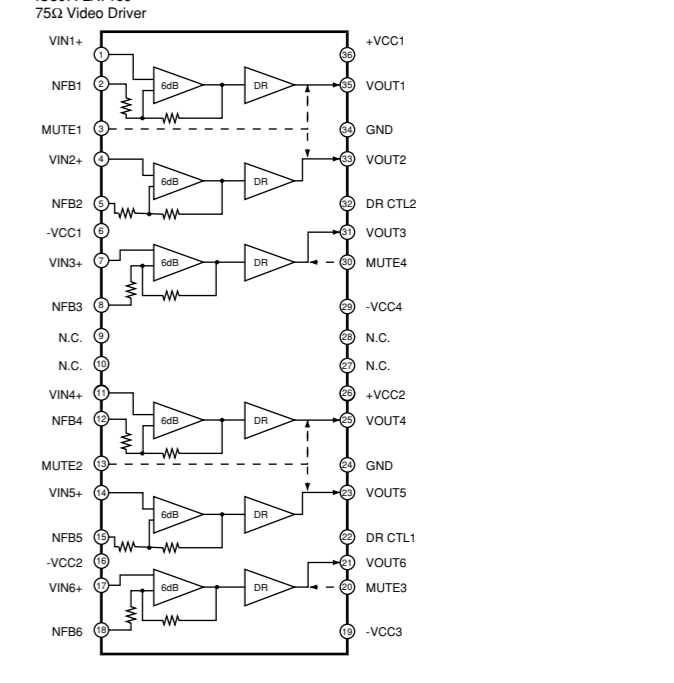 75Ω Video Driver
VIN1+ 1 36 +VCC1
NFB1 2 6dB DR 35 VOUT1
MUTE1 3 34 GND
VIN2+ 4 33 VOUT2
6dB DR
NFB2 5 32 DR CTL2
-VCC1 6 31 VOUT3
VIN3+ 7 6dB DR 30 MUTE4
NFB3 8 29 -VCC4
N.C. 9 28 N.C.
N.C. 10 27 N.C.
VIN4+ 11 26 +VCC2
NFB4 12 6dB DR 25 VOUT4
MUTE2 13 24 GND
VIN5+ 14 23 VOUT5
6dB DR
NFB5 15 22 DR CTL1
-VCC2 16 21 VOUT6
VIN6+ 17 6dB DR 20 MUTE3
NFB6 18 19 -VCC3